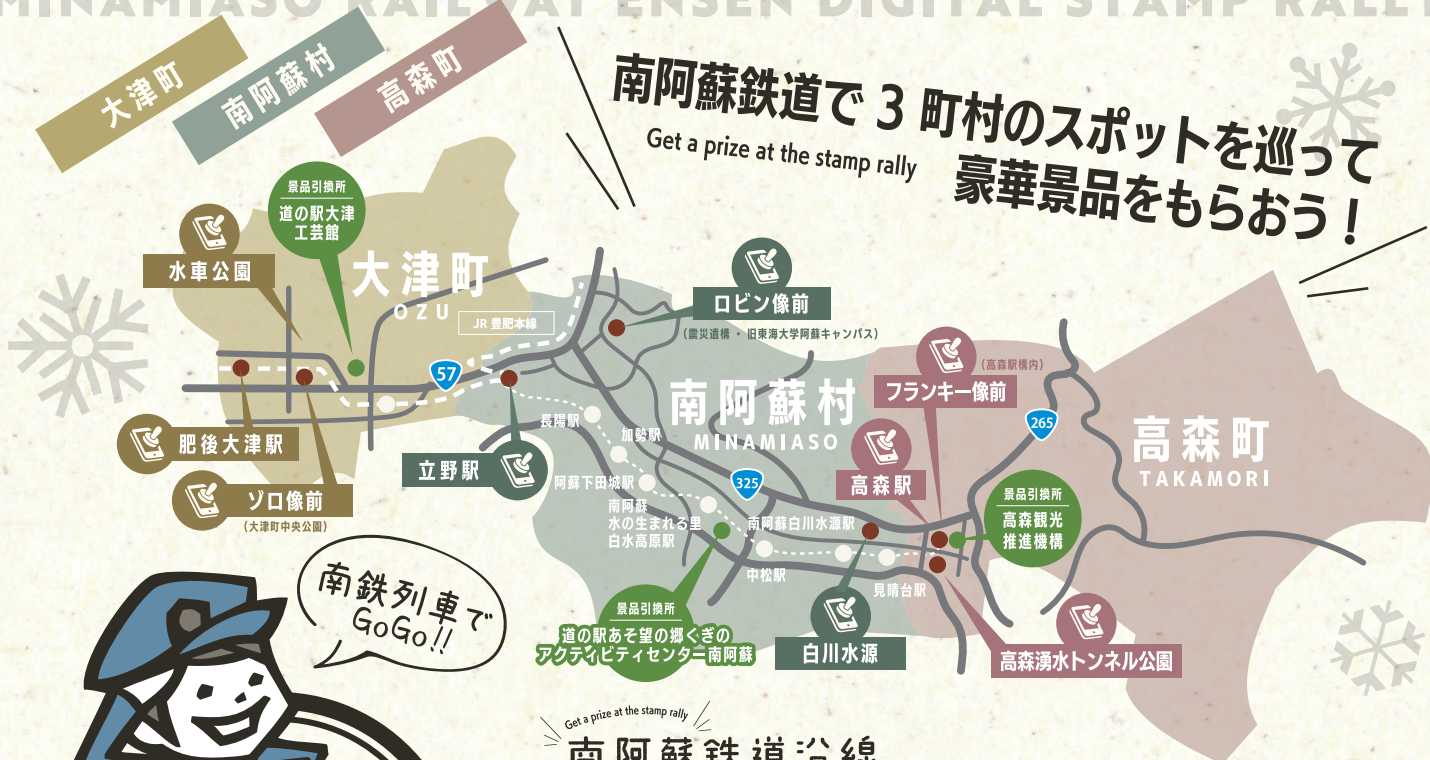 MINAMIASO RAILWAY ENSEN DIGITAL STAMP RALLY
大津町
南阿蘇村
高森町
南阿蘇鉄道で3町村のスポットを巡って
豪華景品をもらおう！
Get a prize at the stamp rally
景品引換所
道の駅大津
工芸館
水車公園
大津町
OZU
JR 豊肥本線
57
肥後大津駅
ゾロ像前
(大津町中央公園)
立野駅
ロビン像前
(震災遺構・旧東海大学阿蘇キャンパス)
南阿蘇村
MINAMIASO
長陽駅
加勢駅
阿蘇下田城駅
南阿蘇
水の生まれる里
白水高原駅
325
南阿蘇白川水源駅
中松駅
見晴台駅
景品引換所
道の駅あそ望の郷くぎの
アクティビティセンター南阿蘇
白川水源
(高森駅構内)
フランキー像前
高森駅
265
高森町
TAKAMORI
景品引換所
高森観光
推進機構
高森湧水トンネル公園
南鉄列車で
GoGo!!
Get a prize at the stamp rally
南阿蘇鉄道沿線